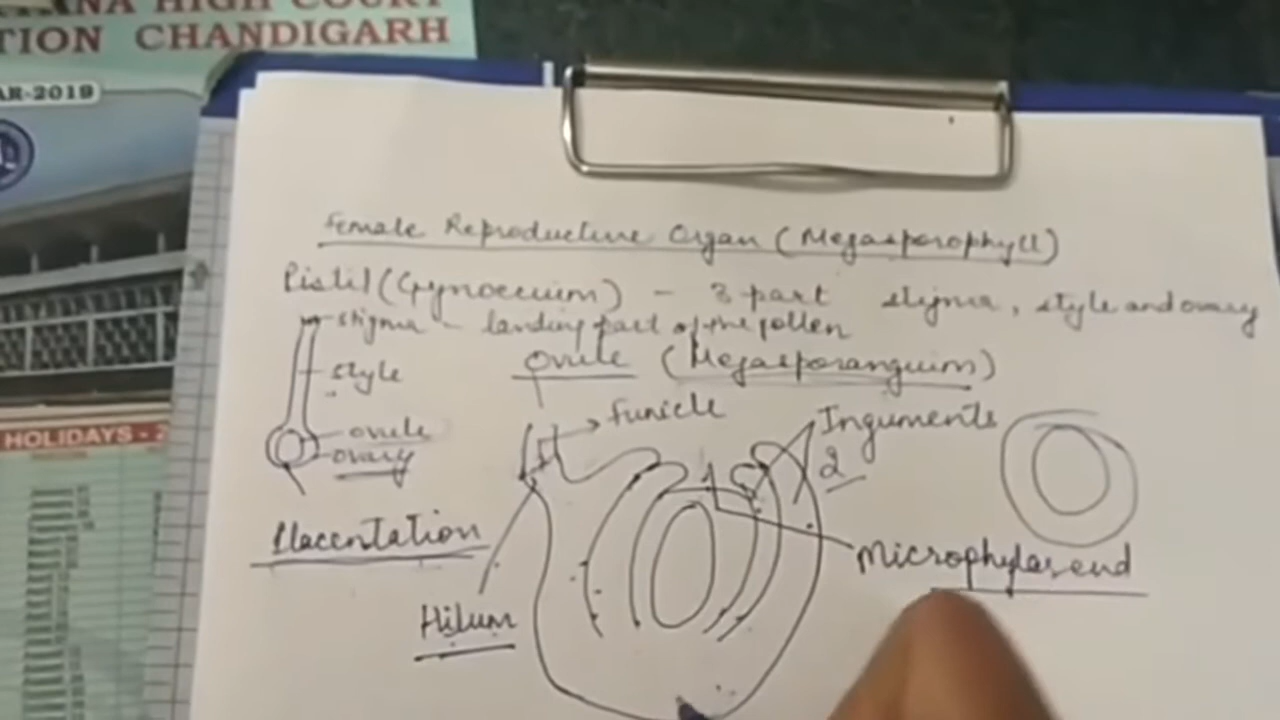 NA HIGH COURT
TION CHANDIGARH
AR-2019
HOLIDAYS - 2
Female Reproductive Organ (Megasporophyll)
Pistil (Gynoecium) - 3 part stigma, style and ovary
stigma - landing part of the pollen
ovule (Megasporangium)
style
Funicle
Inguments
2
ovule
ovary
Placentation
Microphylar end
Hilum